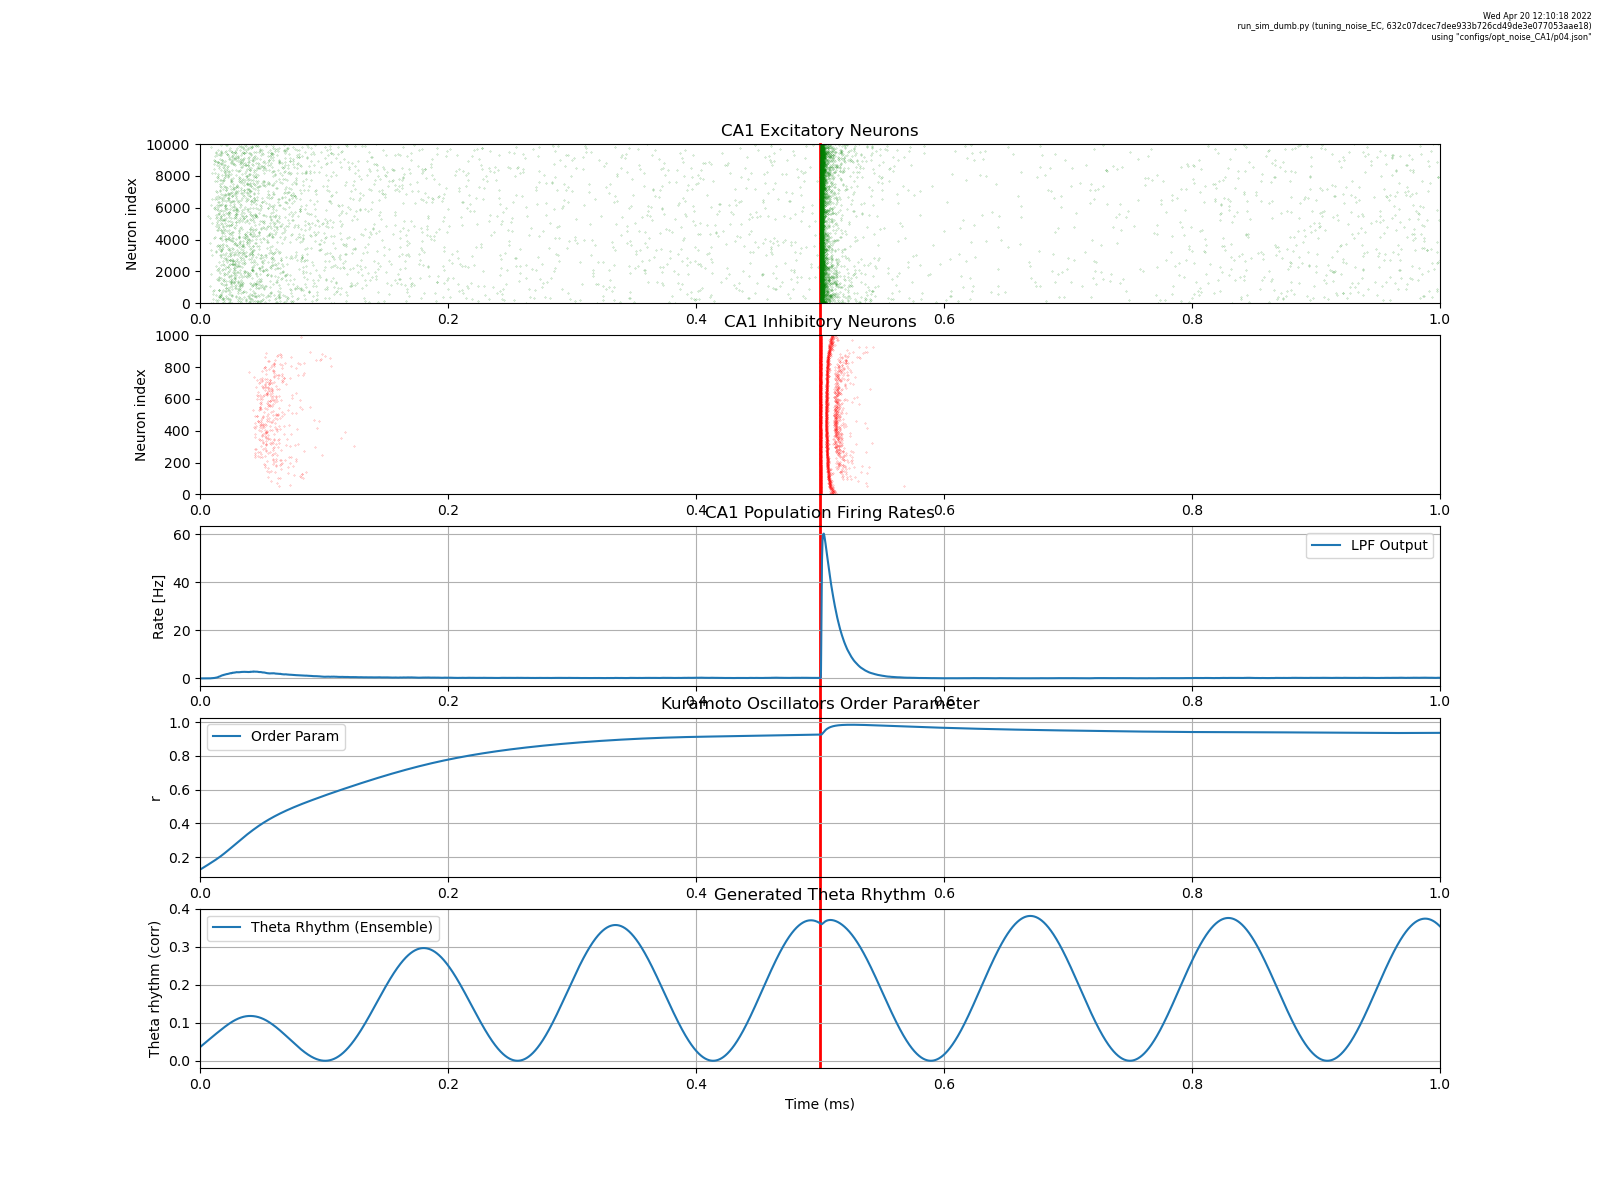 Wed Apr 20 12:10:18 2022
run_sim_dumb.py (tuning_noise_EC, 632c07dcec7dee933b726cd49de3e077053aae18)
using "configs/opt_noise_CA1/p04.json"
CA1 Excitatory Neurons
Neuron index
10000
8000
6000
4000
2000
0
0.0 0.2 0.4 0.6 0.8 1.0
CA1 Inhibitory Neurons
Neuron index
1000
800
600
400
200
0
0.0 0.2 0.4 0.6 0.8 1.0
CA1 Population Firing Rates
Rate [Hz]
60
40
20
0
LPF Output
0.0 0.2 0.4 0.6 0.8 1.0
Kuramoto Oscillators Order Parameter
r
1.0
0.8
0.6
0.4
0.2
Order Param
0.0 0.2 0.4 0.6 0.8 1.0
Generated Theta Rhythm
Theta rhythm (corr)
0.4
0.3
0.2
0.1
0.0
Theta Rhythm (Ensemble)
0.0 0.2 0.4 0.6 0.8 1.0
Time (ms)